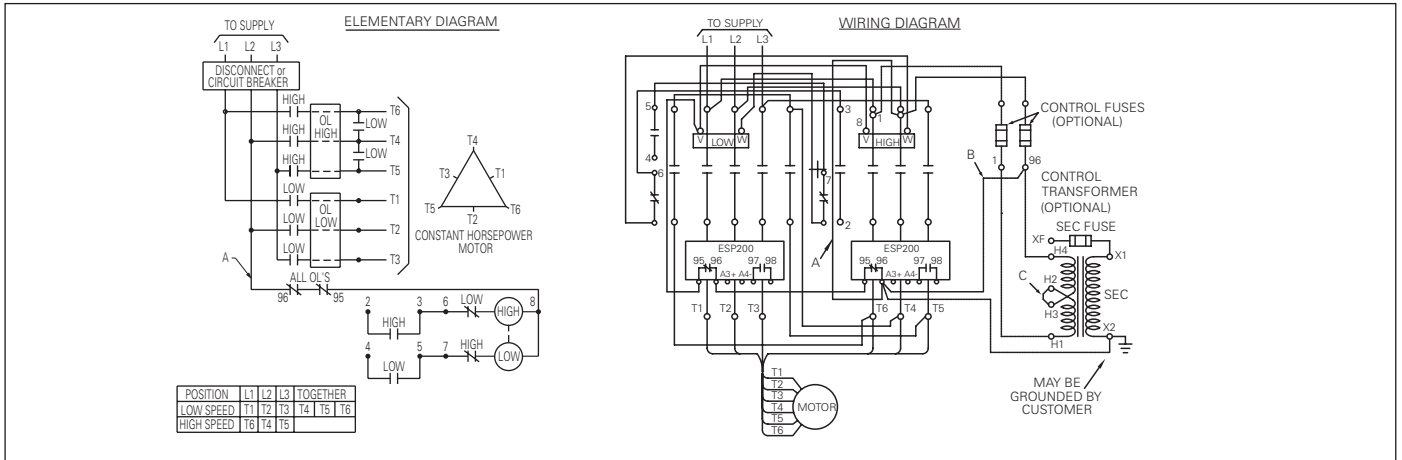 ELEMENTARY DIAGRAM
TO SUPPLY
L1 L2 L3
DISCONNECT or
CIRCUIT BREAKER
HIGH
HIGH
HIGH
OL
HIGH
T6
LOW
T4
LOW
T5
LOW
LOW
LOW
OL
LOW
T1
T2
T3
T4
T3 T1
T5 T6
T2
CONSTANT HORSEPOWER
MOTOR
A
ALL OL'S
96 95
2 3 6 LOW HIGH 8
HIGH
4 5 7 HIGH LOW
LOW
POSITION L1 L2 L3 TOGETHER
LOW SPEED T1 T2 T3 T4 T5 T6
HIGH SPEED T6 T4 T5
WIRING DIAGRAM
TO SUPPLY
L1 L2 L3
5
4
6
3
7
2
8
1
V LOW W
V HIGH W
A
ESP200
95 96 97 98
A3+ A4-
ESP200
95 96 97 98
A3+ A4-
T1 T2 T3
T6 T4 T5
T1
T2
T3
T4
T5
T6
MOTOR
CONTROL FUSES
(OPTIONAL)
B
1 96
CONTROL
TRANSFORMER
(OPTIONAL)
SEC FUSE
XF
H4 X1
C H2
H3
SEC
H1 X2
MAY BE
GROUNDED BY
CUSTOMER